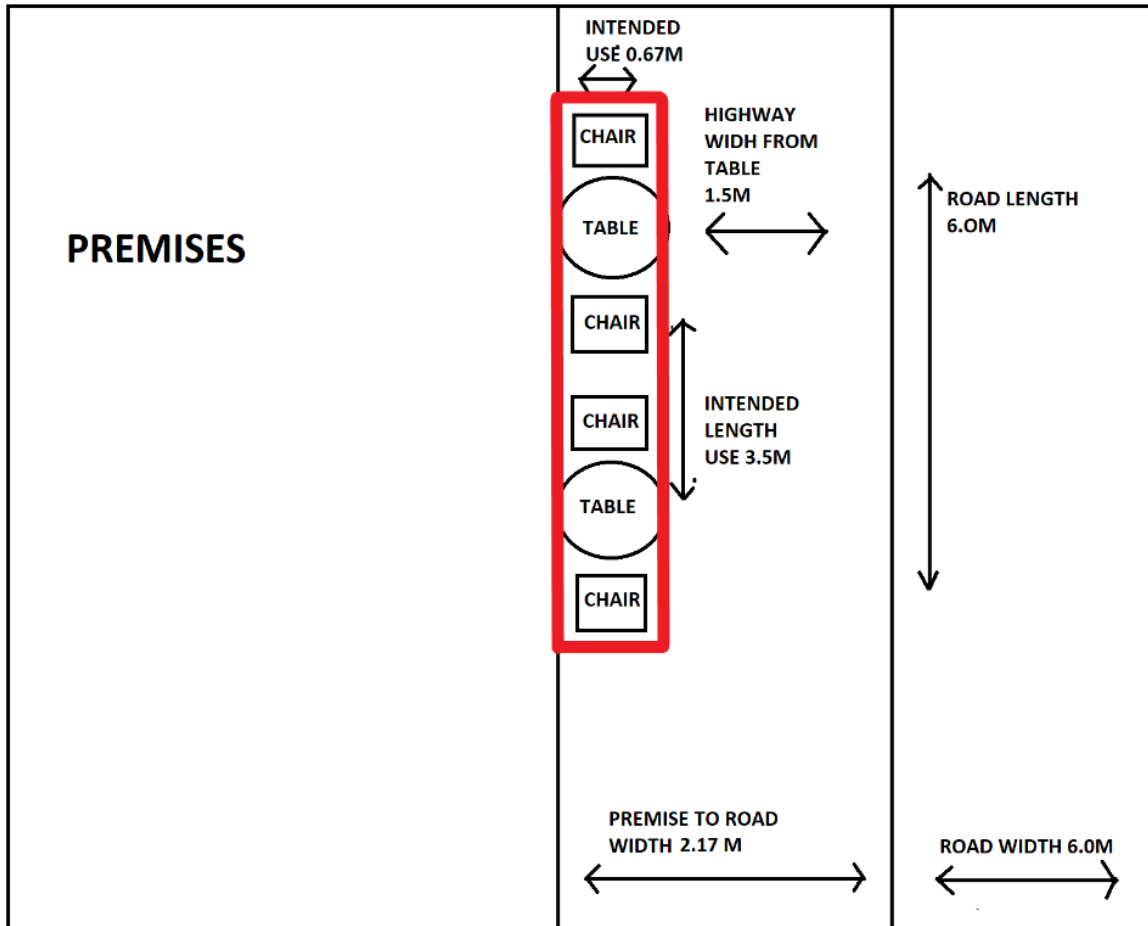 INTENDED
USE 0.67M
CHAIR
HIGHWAY
WIDH FROM
TABLE
1.5M
ROAD LENGTH
6.OM
TABLE
PREMISES
CHAIR
INTENDED
LENGTH
USE 3.5M
CHAIR
TABLE
CHAIR
PREMISE TO ROAD
WIDTH 2.17 M
ROAD WIDTH 6.0M